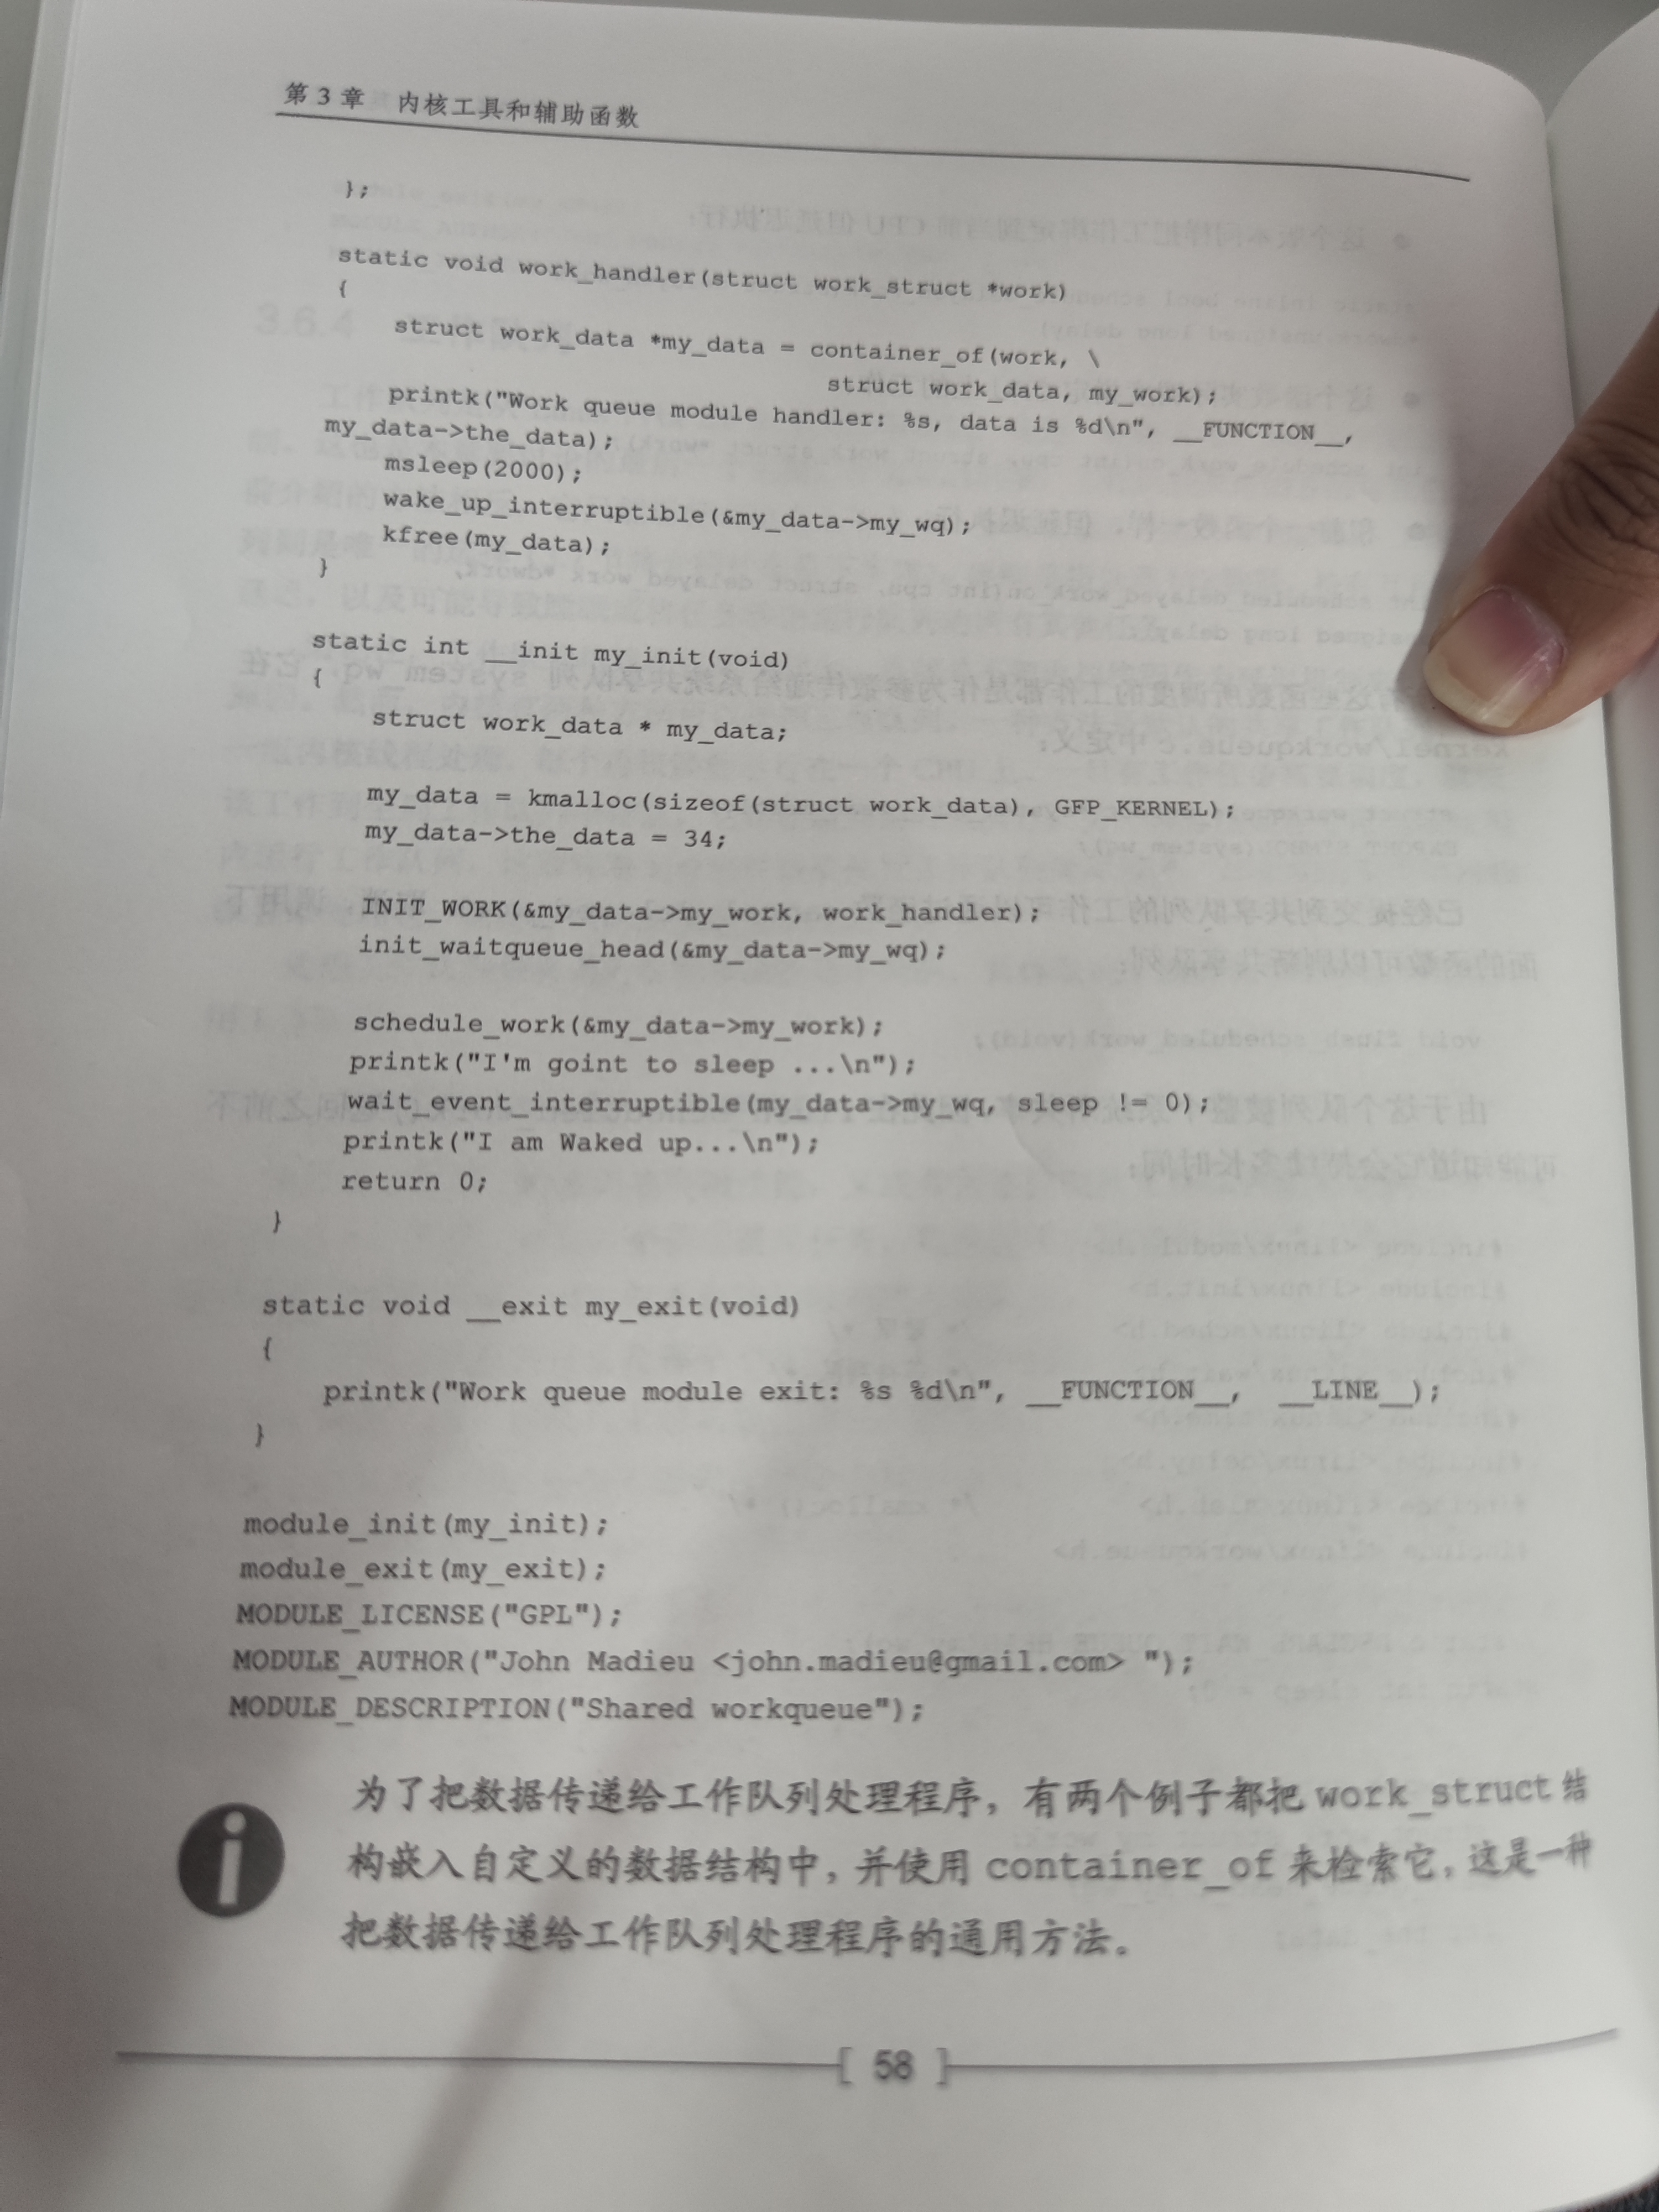 第 3 章 内核工具和辅助函数
};
static void work_handler(struct work_struct *work)
{
struct work_data *my_data = container_of(work, \
struct work_data, my_work);
printk("Work queue module handler: %s, data is %d\n", __FUNCTION__,
my_data->the_data);
msleep(2000);
wake_up_interruptible(&my_data->my_wq);
kfree(my_data);
}
static int __init my_init(void)
{
struct work_data * my_data;
my_data = kmalloc(sizeof(struct work_data), GFP_KERNEL);
my_data->the_data = 34;
INIT_WORK(&my_data->my_work, work_handler);
init_waitqueue_head(&my_data->my_wq);
schedule_work(&my_data->my_work);
printk("I'm goint to sleep ...\n");
wait_event_interruptible(my_data->my_wq, sleep != 0);
printk("I am Waked up...\n");
return 0;
}
static void __exit my_exit(void)
{
printk("Work queue module exit: %s %d\n", __FUNCTION__, __LINE__);
}
module_init(my_init);
module_exit(my_exit);
MODULE_LICENSE("GPL");
MODULE_AUTHOR("John Madieu <john.madieu@gmail.com> ");
MODULE_DESCRIPTION("Shared workqueue");
为了把数据传递给工作队列处理程序，有两个例子都把 work_struct 结
构嵌入自定义的数据结构中，并使用 container_of 来检索它，这是一种
把数据传递给工作队列处理程序的通用方法。
[ 58 ]